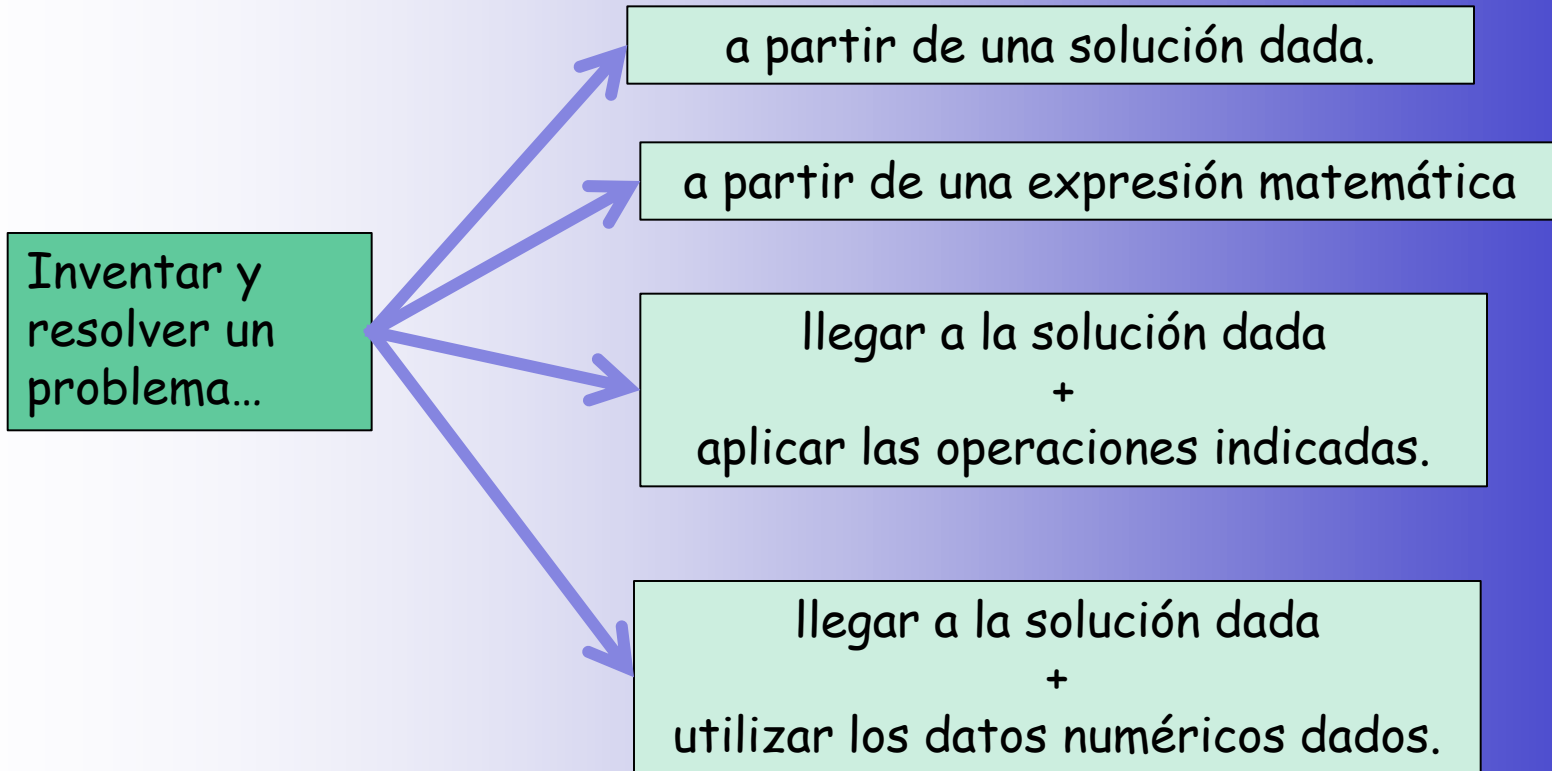 Inventar y
resolver un
problema...
a partir de una solución dada.
a partir de una expresión matemática
llegar a la solución dada
+
aplicar las operaciones indicadas.
llegar a la solución dada
+
utilizar los datos numéricos dados.